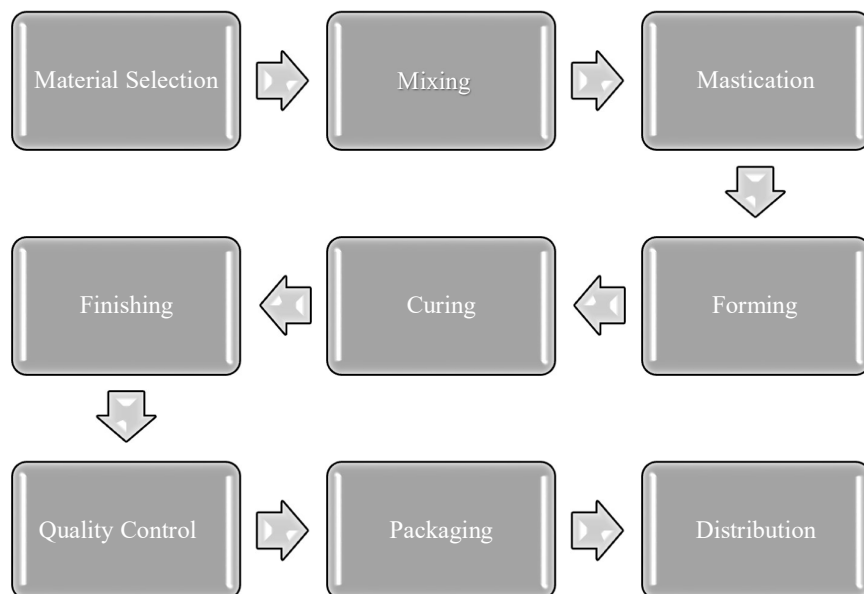 Material Selection
Mixing
Mastication
Forming
Curing
Finishing
Quality Control
Packaging
Distribution